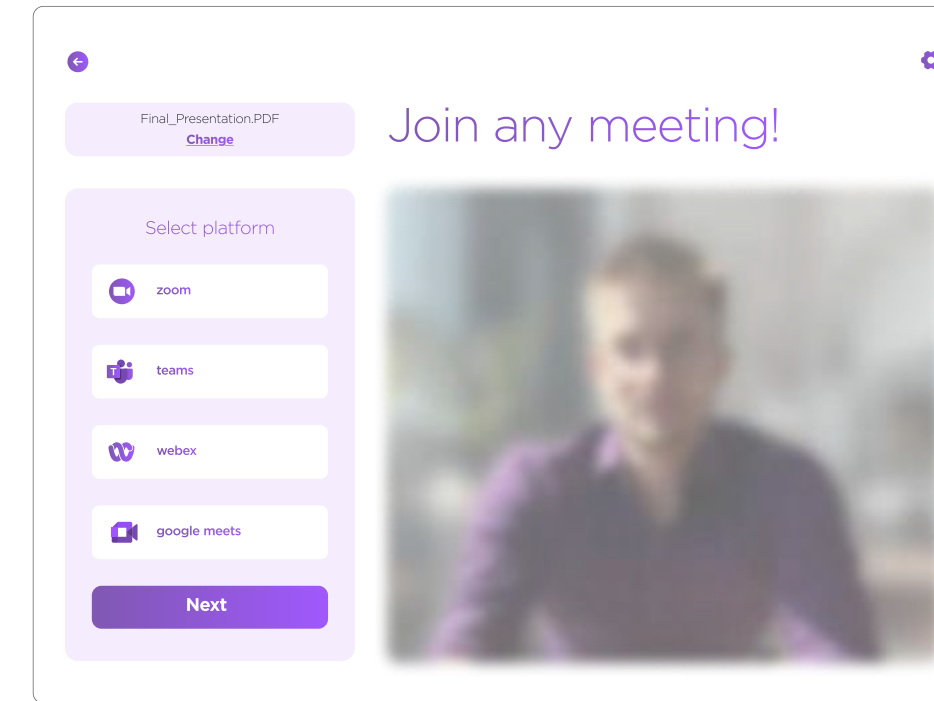 Final_Presentation.PDF
Change
Join any meeting!
Select platform
zoom
T
teams
webex
google meets
Next